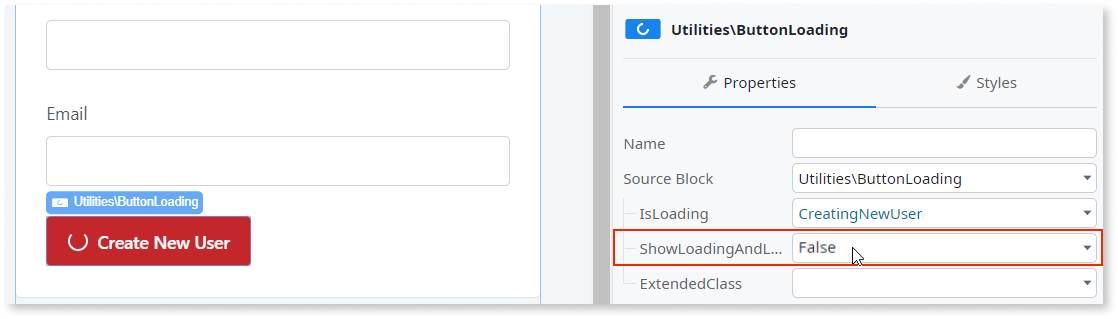 Email
Utilities\ButtonLoading
Create New User
Utilities\ButtonLoading
Properties
Styles
Name
Source Block Utilities\ButtonLoading
IsLoading CreatingNewUser
ShowLoadingAndL... False
ExtendedClass